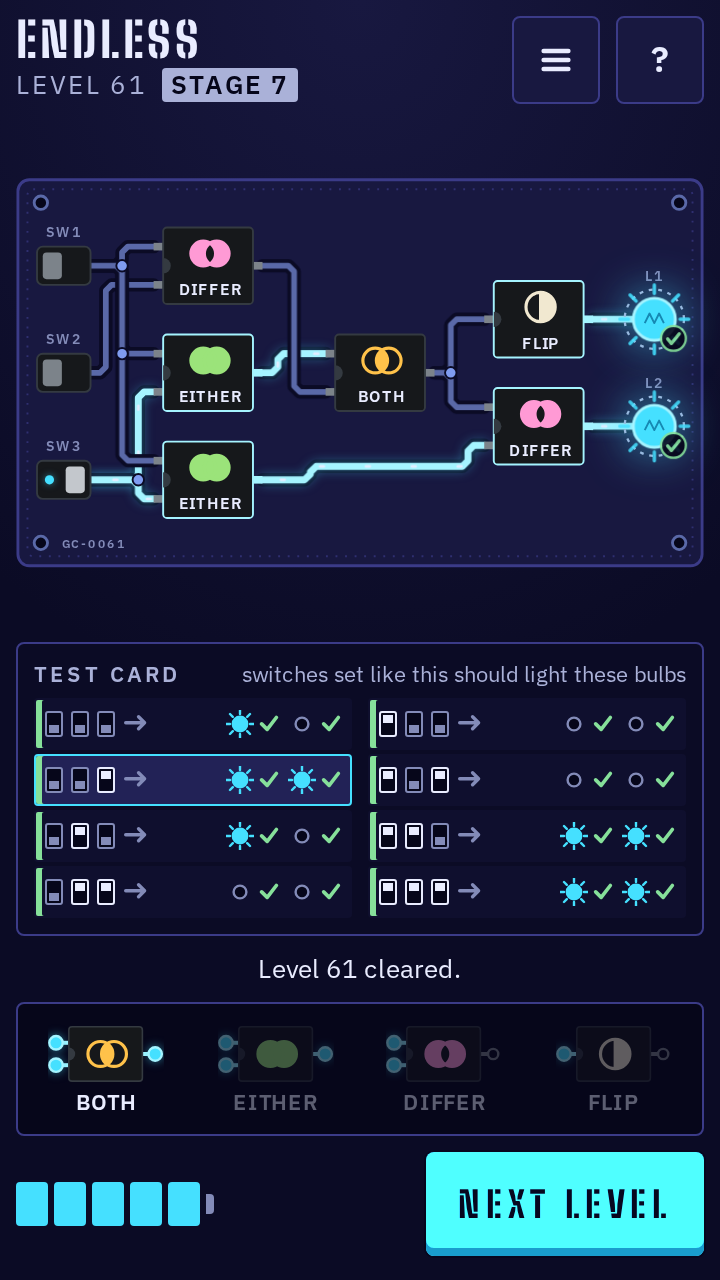 ENDLESS
LEVEL 61 STAGE 7
?
SW1
DIFFER
L1
FLIP
SW2
EITHER
BOTH
L2
DIFFER
SW3
EITHER
GC-0061
TEST CARD switches set like this should light these bulbs
Level 61 cleared.
BOTH EITHER DIFFER FLIP
NEXT LEVEL